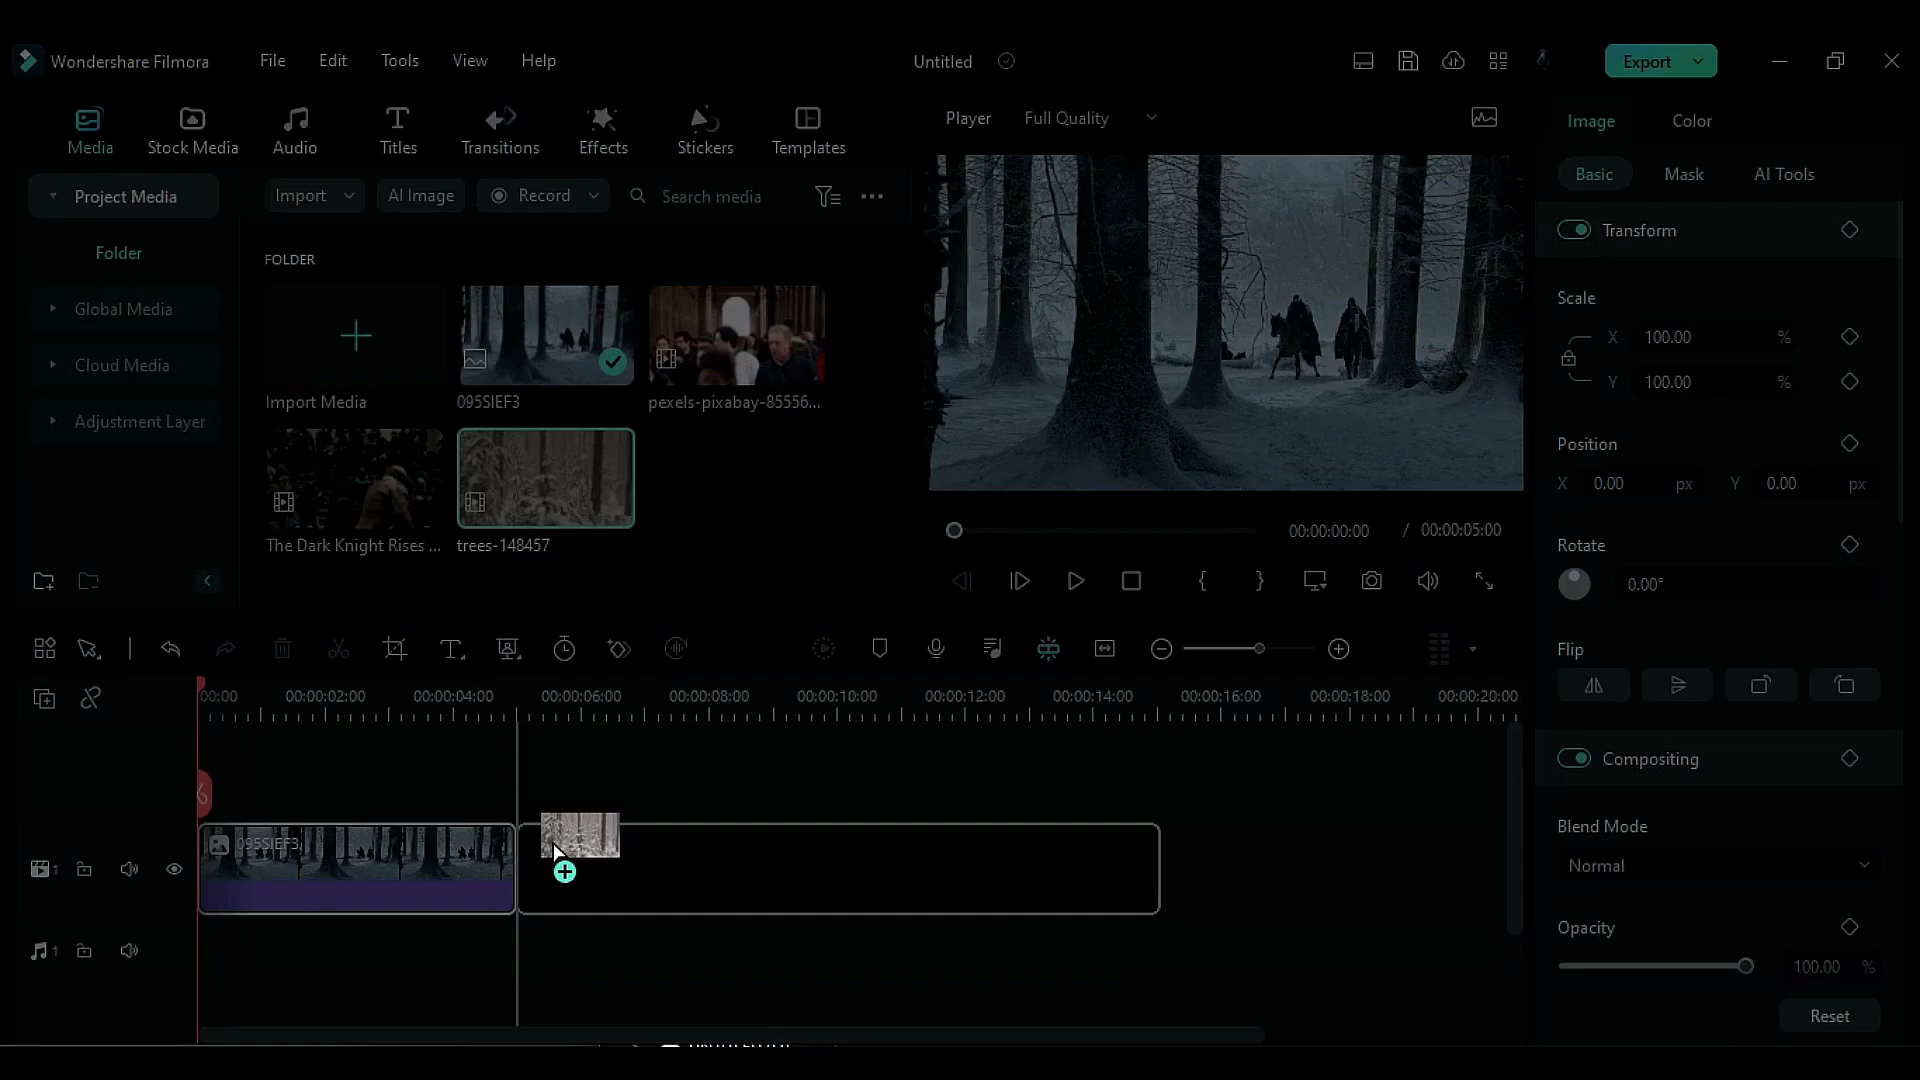 Wondershare Filmora
File
Edit
Tools
View
Help
Untitled
Export
Media
Stock Media
Audio
Titles
Transitions
Effects
Stickers
Templates
Player
Full Quality
Image
Color
Basic
Mask
AI Tools
Project Media
Folder
Global Media
Cloud Media
Adjustment Layer
Import
AI Image
Record
Search media
FOLDER
Import Media
095SIEF3
pexels-pixabay-85556...
The Dark Knight Rises ...
trees-148457
00:00:00:00 / 00:00:05:00
Transform
Scale
X 100.00 %
Y 100.00 %
Position
X 0.00 px Y 0.00 px
Rotate
0.00°
Flip
Compositing
Blend Mode
Normal
Opacity
100.00 %
Reset
00:00 00:00:02:00 00:00:04:00 00:00:06:00 00:00:08:00 00:00:10:00 00:00:12:00 00:00:14:00 00:00:16:00 00:00:18:00 00:00:20:00
095SIEF3
1
1